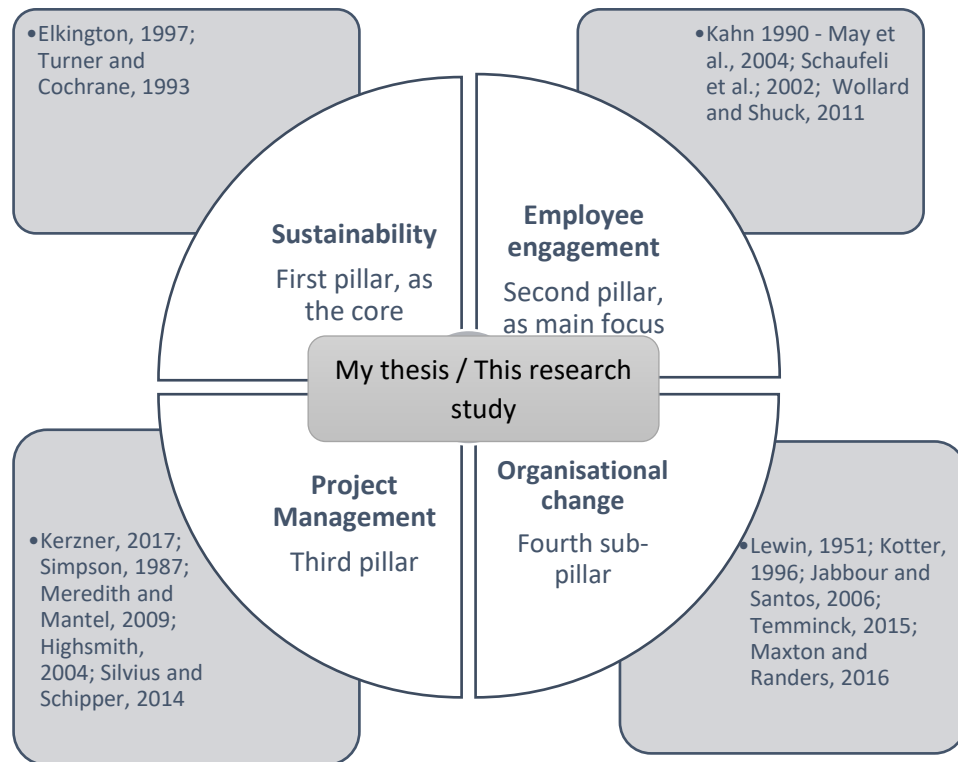 •Elkington, 1997;
Turner and
Cochrane, 1993
•Kahn 1990 - May et
al., 2004; Schaufeli
et al.; 2002;  Wollard
and Shuck, 2011
Sustainability
First pillar, as
the core
Employee
engagement
Second pillar,
as main focus
My thesis / This research
study
Project
Management
Third pillar
Organisational
change
Fourth sub-
pillar
•Kerzner, 2017;
Simpson, 1987;
Meredith and
Mantel, 2009;
Highsmith,
2004; Silvius and
Schipper, 2014
•Lewin, 1951; Kotter,
1996; Jabbour and
Santos, 2006;
Temminck, 2015;
Maxton and
Randers, 2016